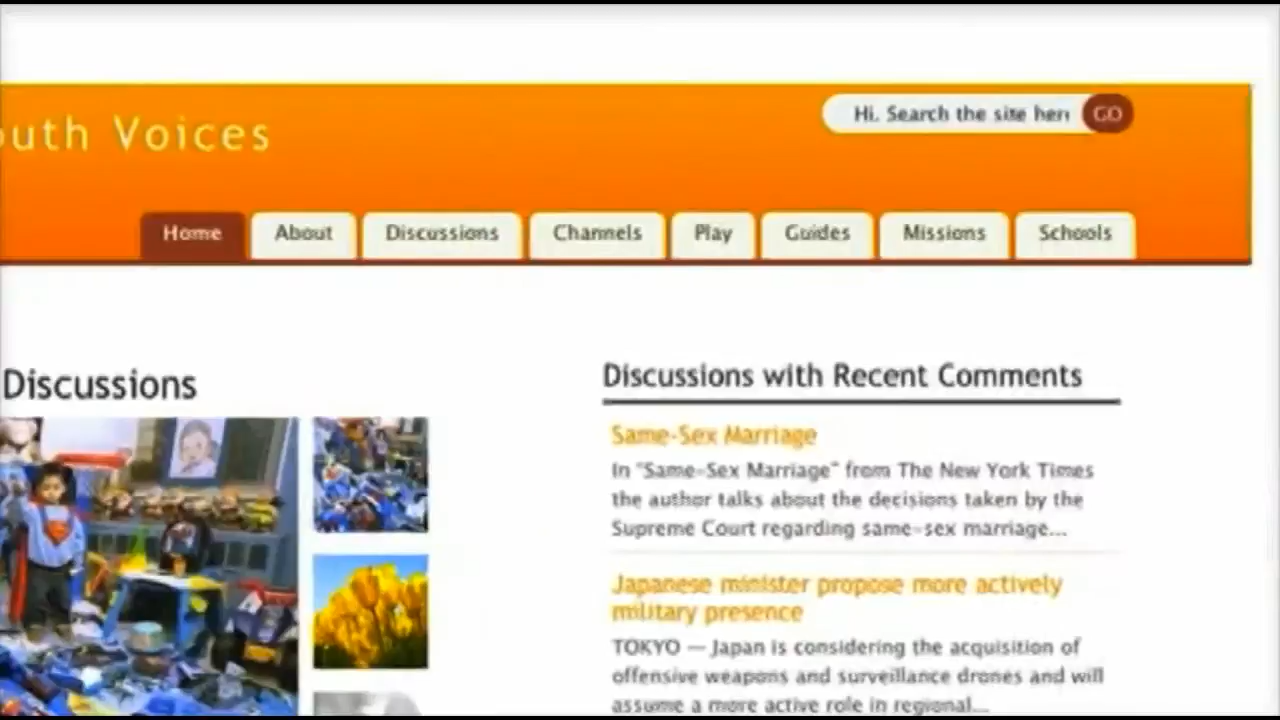 outh Voices
Hi. Search the site here
GO
Home About Discussions Channels Play Guides Missions Schools
Discussions
Discussions with Recent Comments
Same-Sex Marriage
In "Same-Sex Marriage" from The New York Times
the author talks about the decisions taken by the
Supreme Court regarding same-sex marriage...
Japanese minister propose more actively
military presence
TOKYO — Japan is considering the acquisition of
offensive weapons and surveillance drones and will
assume a more active role in regional...